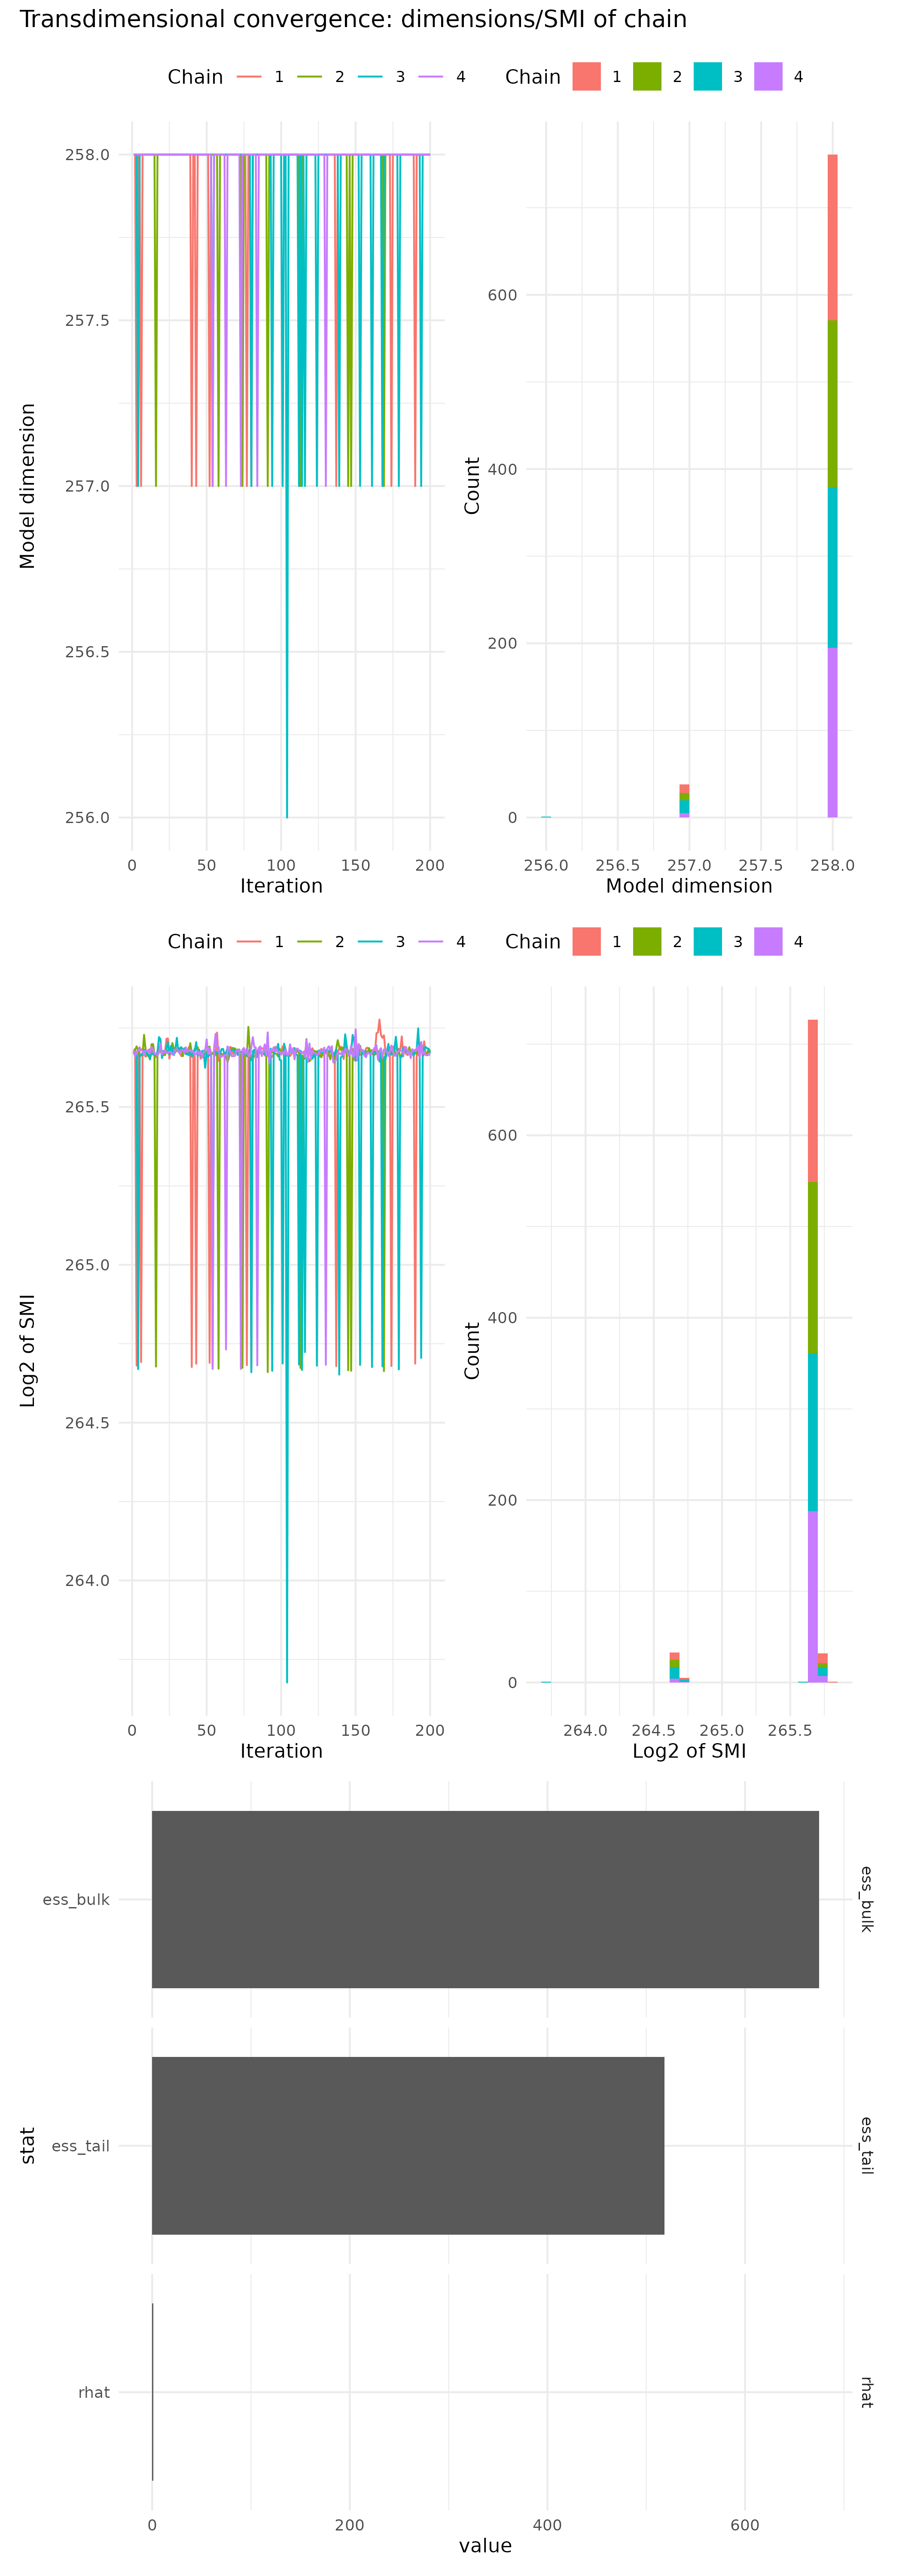 Transdimensional convergence: dimensions/SMI of chain
Chain 1 2 3 4
Chain 1 2 3 4
258.0
257.5
257.0
256.5
256.0
Model dimension
0 50 100 150 200
Iteration
600
400
200
0
Count
256.0 256.5 257.0 257.5 258.0
Model dimension
Chain 1 2 3 4
Chain 1 2 3 4
265.5
265.0
264.5
264.0
Log2 of SMI
0 50 100 150 200
Iteration
600
400
200
0
Count
264.0 264.5 265.0 265.5
Log2 of SMI
ess_bulk
ess_bulk
stat
ess_tail
ess_tail
rhat
rhat
0 200 400 600
value